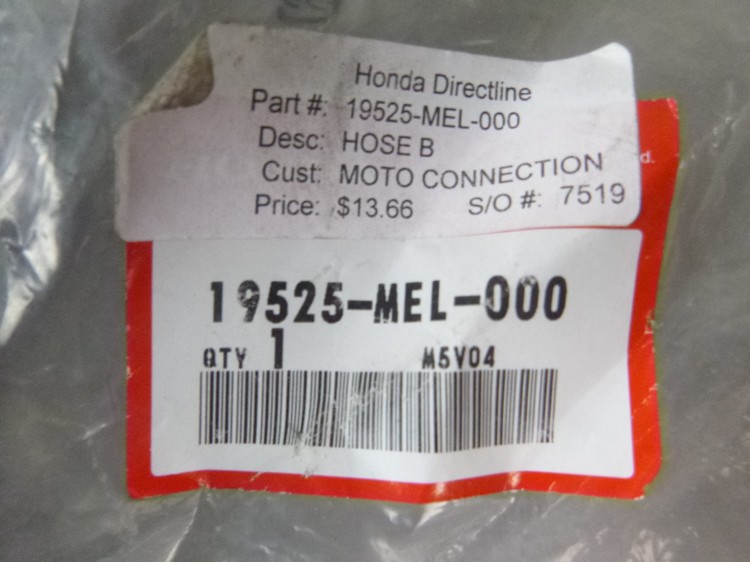 Honda Directline
Part #: 19525-MEL-000
Desc: HOSE B
Cust: MOTO CONNECTION
Price: $13.66 S/O #: 7519
d.
19525-MEL-000
QTY 1 M5V04